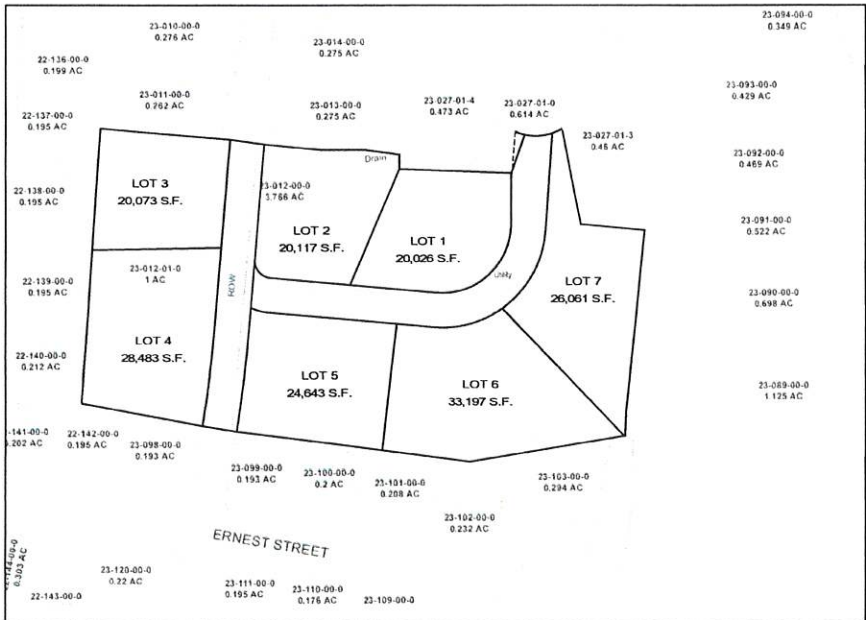 23-010-00-0
0.276 AC
23-094-00-0
0.349 AC
23-014-00-0
0.275 AC
22-136-00-0
0.199 AC
23-011-00-0
0.262 AC
23-013-00-0
0.275 AC
23-027-01-4
0.473 AC
23-027-01-0
0.614 AC
23-093-00-0
0.429 AC
22-137-00-0
0.195 AC
23-027-01-3
0.46 AC
23-092-00-0
0.469 AC
Drain
LOT 3
20,073 S.F.
23-012-00-0
0.766 AC
22-138-00-0
0.195 AC
LOT 2
20,117 S.F.
LOT 1
20,026 S.F.
23-091-00-0
0.522 AC
23-012-01-0
1 AC
ROW
Utility
LOT 7
26,061 S.F.
22-139-00-0
0.195 AC
23-090-00-0
0.698 AC
LOT 4
28,483 S.F.
22-140-00-0
0.212 AC
LOT 5
24,643 S.F.
LOT 6
33,197 S.F.
23-089-00-0
1.125 AC
-141-00-0
.202 AC
22-142-00-0
0.195 AC
23-098-00-0
0.193 AC
23-099-00-0
0.193 AC
23-100-00-0
0.2 AC
23-101-00-0
0.208 AC
23-103-00-0
0.294 AC
23-102-00-0
0.232 AC
ERNEST STREET
22-144-00-0
0.303 AC
23-120-00-0
0.22 AC
22-143-00-0
23-111-00-0
0.195 AC
23-110-00-0
0.176 AC
23-109-00-0